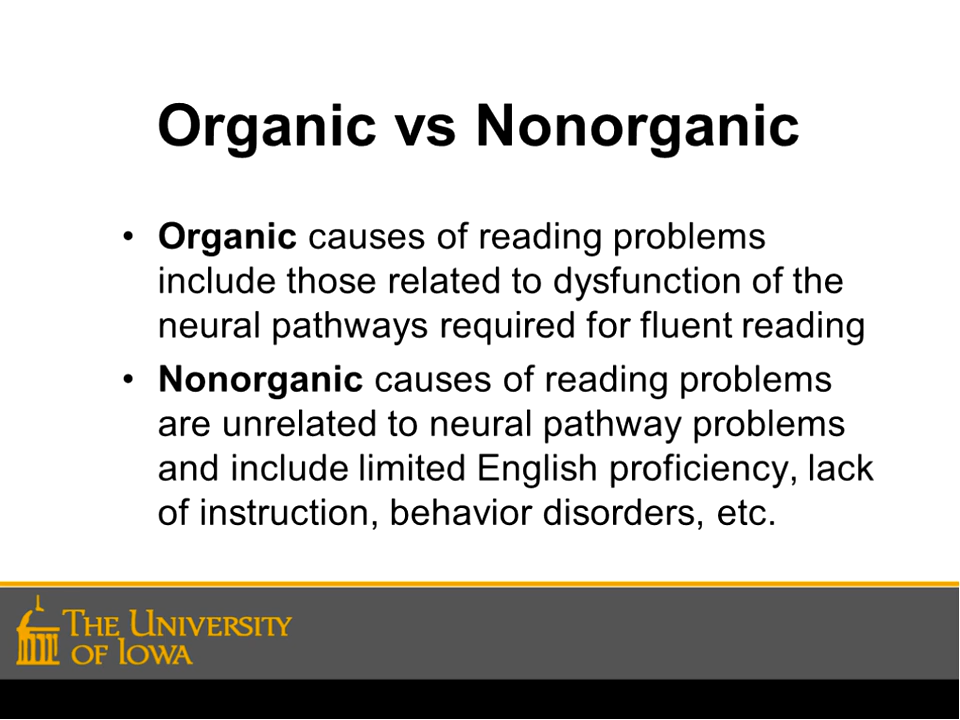 Organic vs Nonorganic
• Organic causes of reading problems
include those related to dysfunction of the
neural pathways required for fluent reading
• Nonorganic causes of reading problems
are unrelated to neural pathway problems
and include limited English proficiency, lack
of instruction, behavior disorders, etc.
THE UNIVERSITY
OF IOWA